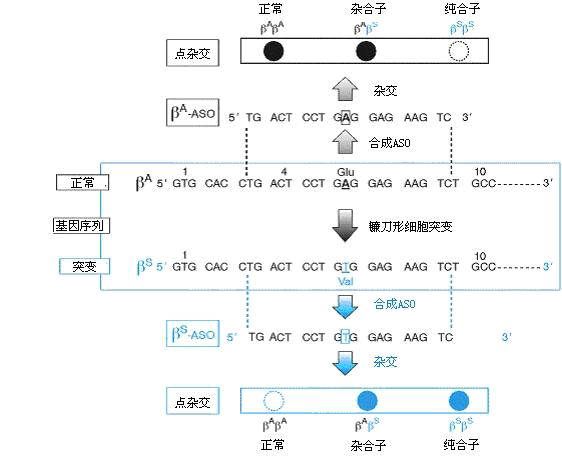 正常 杂合子 纯合子
βᴬβᴬ βᴬβˢ βˢβˢ
点杂交
杂交
βᴬ-ASO 5′ TG ACT CCT GAG GAG AAG TC 3′
合成ASO
1 4 Glu 10
正常 βᴬ 5′ GTG CAC CTG ACT CCT GAG GAG AAG TCT GCC------- 3′
基因序列 镰刀形细胞突变
1 10
突变 βˢ 5′ GTG CAC CTG ACT CCT GTG GAG AAG TCT GCC------- 3′
Val
合成ASO
βˢ-ASO 5′ TG ACT CCT GTG GAG AAG TC 3′
杂交
点杂交
βᴬβᴬ βᴬβˢ βˢβˢ
正常 杂合子 纯合子